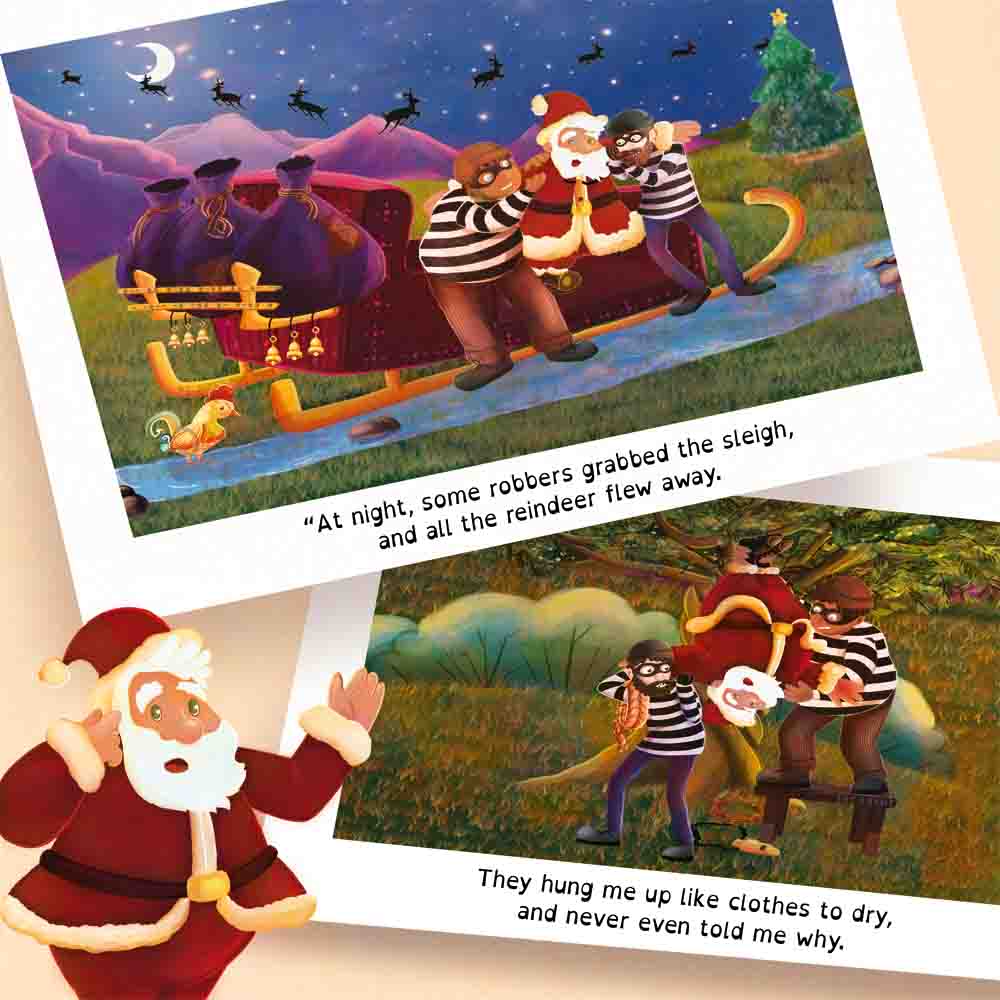 “At night, some robbers grabbed the sleigh,
and all the reindeer flew away.
They hung me up like clothes to dry,
and never even told me why.